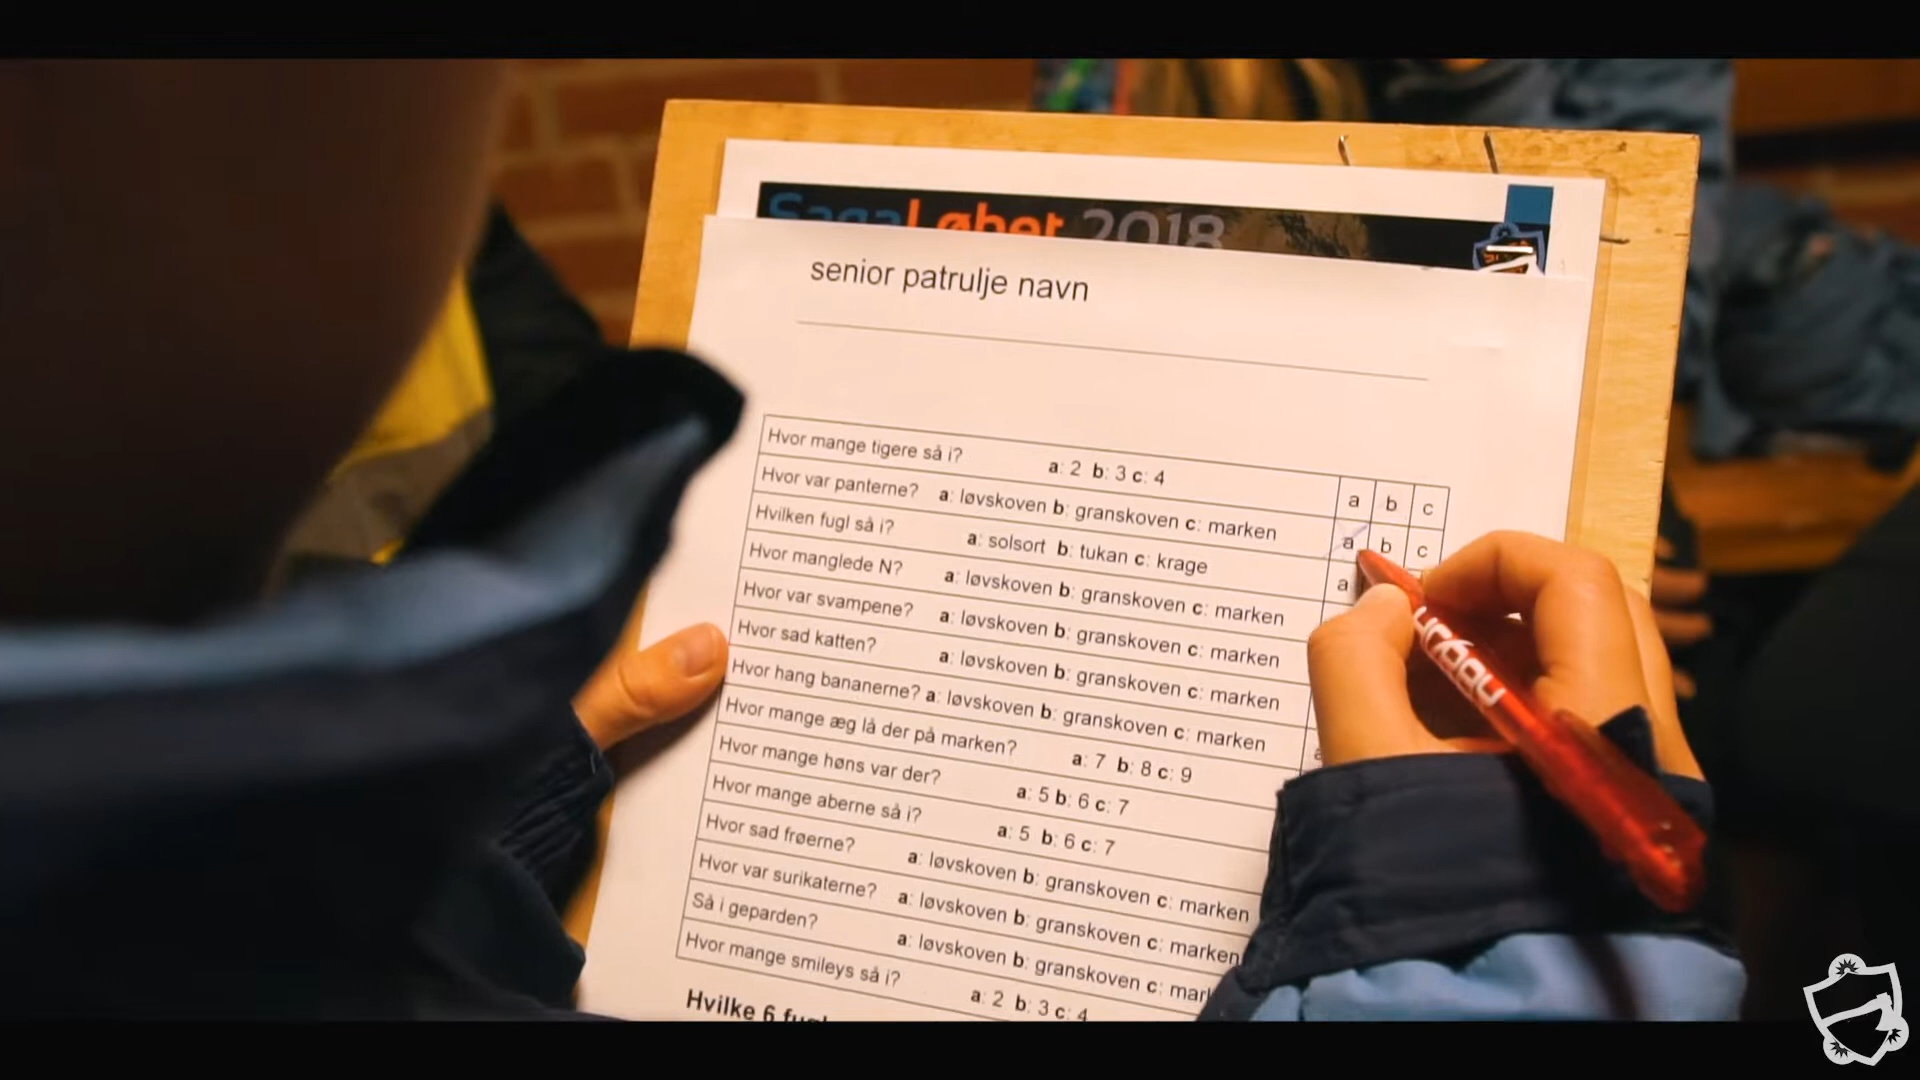 SagaLøbet 2018
senior patrulje navn
Hvor mange tigere så i? a: 2 b: 3 c: 4 a b c
Hvor var panterne? a: løvskoven b: granskoven c: marken a b c
Hvilken fugl så i? a: solsort b: tukan c: krage a
Hvor manglede N? a: løvskoven b: granskoven c: marken
Hvor var svampene? a: løvskoven b: granskoven c: marken
Hvor sad katten? a: løvskoven b: granskoven c: marken
Hvor hang bananerne? a: løvskoven b: granskoven c: marken a
Hvor mange æg lå der på marken? a: 7 b: 8 c: 9
Hvor mange høns var der? a: 5 b: 6 c: 7
Hvor mange aberne så i? a: 5 b: 6 c: 7
Hvor sad frøerne? a: løvskoven b: granskoven c: marken
Hvor var surikaterne? a: løvskoven b: granskoven c: marken
Så i geparden? a: løvskoven b: granskoven c: mark
Hvor mange smileys så i? a: 2 b: 3 c: 4
Hvilke 6